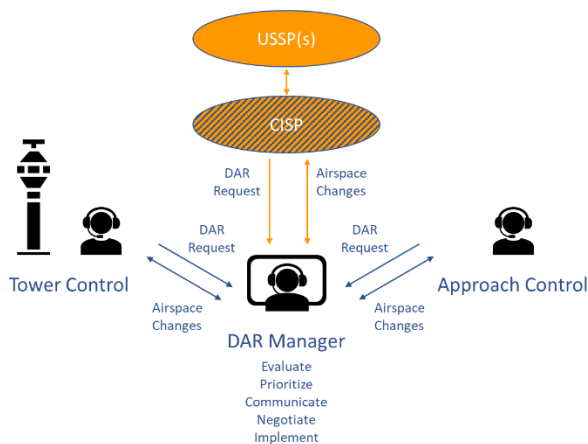 USSP(s)
CISP
DAR
Request
Airspace
Changes
DAR
Request
DAR
Request
Tower Control
Approach Control
Airspace
Changes
Airspace
Changes
DAR Manager
Evaluate
Prioritize
Communicate
Negotiate
Implement